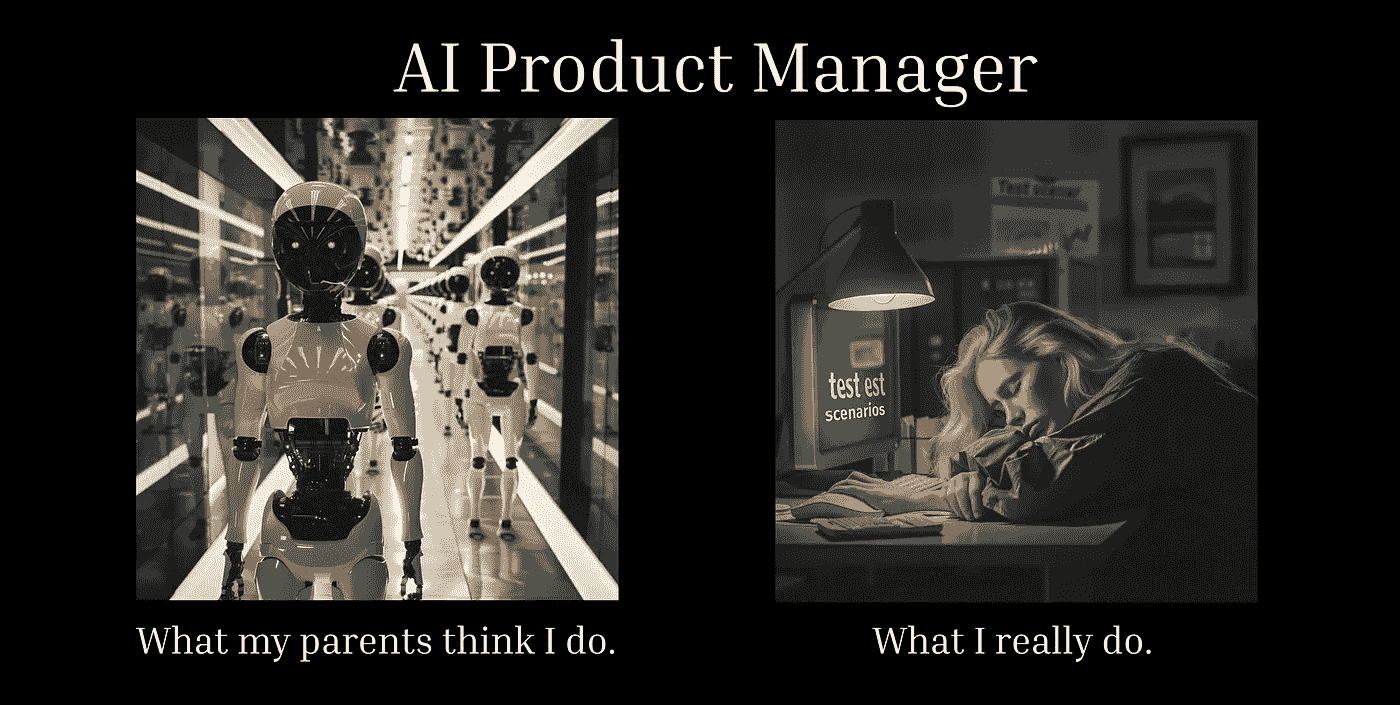 AI Product Manager
test est
scenarios
What my parents think I do.
What I really do.